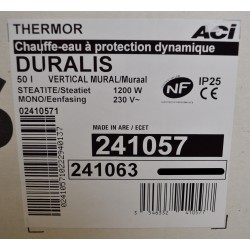 THERMOR
ACI
Chauffe-eau à protection dynamique
DURALIS
50 l VERTICAL MURAL/Muraal
STEATITE/Steatiet 1200 W
MONO/Eenfasing 230 V~
NF
IP25
CE
02410571
MADE IN ARE / ECET
241057
241063
02410571022294013?